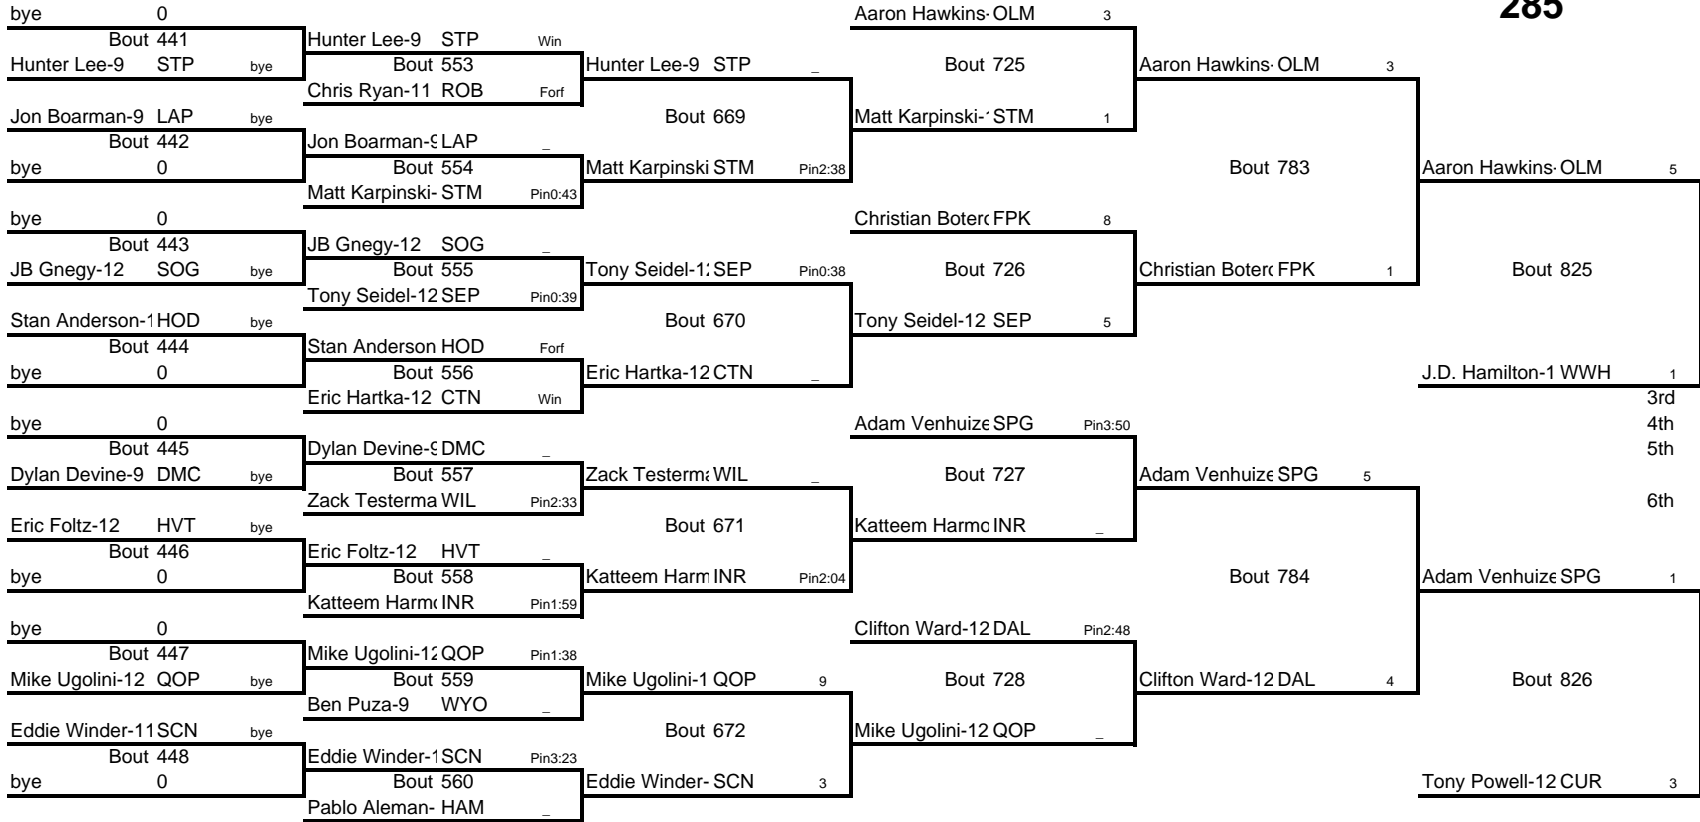 285
bye 0
Bout 441
Hunter Lee-9 STP bye
Jon Boarman-9 LAP bye
Bout 442
bye 0
bye 0
Bout 443
JB Gnegy-12 SOG bye
Stan Anderson-1 HOD bye
Bout 444
bye 0
bye 0
Bout 445
Dylan Devine-9 DMC bye
Eric Foltz-12 HVT bye
Bout 446
bye 0
bye 0
Bout 447
Mike Ugolini-12 QOP bye
Eddie Winder-11 SCN bye
Bout 448
bye 0
Hunter Lee-9 STP Win
Bout 553
Chris Ryan-11 ROB Forf
Jon Boarman-9 LAP _
Bout 554
Matt Karpinski- STM Pin0:43
JB Gnegy-12 SOG _
Bout 555
Tony Seidel-12 SEP Pin0:39
Stan Anderson HOD Forf
Bout 556
Eric Hartka-12 CTN Win
Dylan Devine-9 DMC _
Bout 557
Zack Testerma WIL Pin2:33
Eric Foltz-12 HVT _
Bout 558
Katteem Harmo INR Pin1:59
Mike Ugolini-12 QOP Pin1:38
Bout 559
Ben Puza-9 WYO _
Eddie Winder-1 SCN Pin3:23
Bout 560
Pablo Aleman- HAM _
Hunter Lee-9 STP _
Bout 669
Matt Karpinski STM Pin2:38
Tony Seidel-12 SEP Pin0:38
Bout 670
Eric Hartka-12 CTN _
Zack Testerma WIL _
Bout 671
Katteem Harm INR Pin2:04
Mike Ugolini-1 QOP 9
Bout 672
Eddie Winder- SCN 3
Aaron Hawkins- OLM 3
Bout 725
Matt Karpinski-1 STM 1
Christian Botero FPK 8
Bout 726
Tony Seidel-12 SEP 5
Adam Venhuize SPG Pin3:50
Bout 727
Katteem Harmo INR _
Clifton Ward-12 DAL Pin2:48
Bout 728
Mike Ugolini-12 QOP _
Aaron Hawkins- OLM 3
Bout 783
Christian Botero FPK 1
Adam Venhuize SPG 5
Bout 784
Clifton Ward-12 DAL 4
Aaron Hawkins- OLM 5
Bout 825
J.D. Hamilton-1 WWH 1
3rd
4th
5th
6th
Adam Venhuize SPG 1
Bout 826
Tony Powell-12 CUR 3